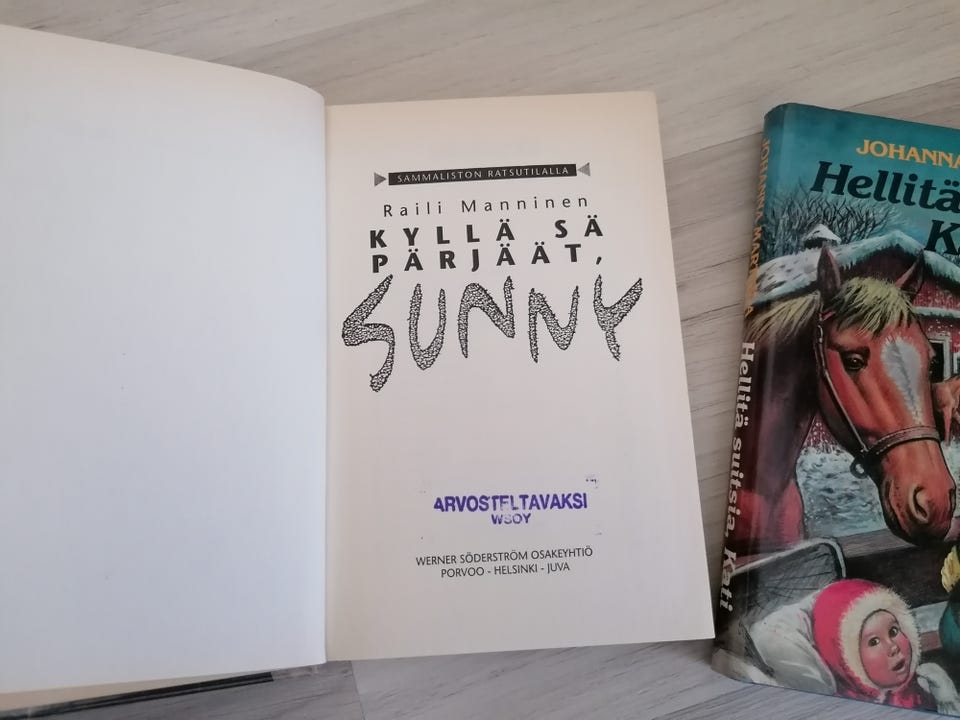 SAMMALISTON RATSUTILALLA
Raili Manninen
KYLLÄ SÄ
PÄRJÄÄT,
SUNNY
ARVOSTELTAVAKSI
WSOY
WERNER SÖDERSTRÖM OSAKEYHTIÖ
PORVOO - HELSINKI - JUVA
JOHANNA
Hellitä
K
JOHANNA
Hellitä suitsia, Kati